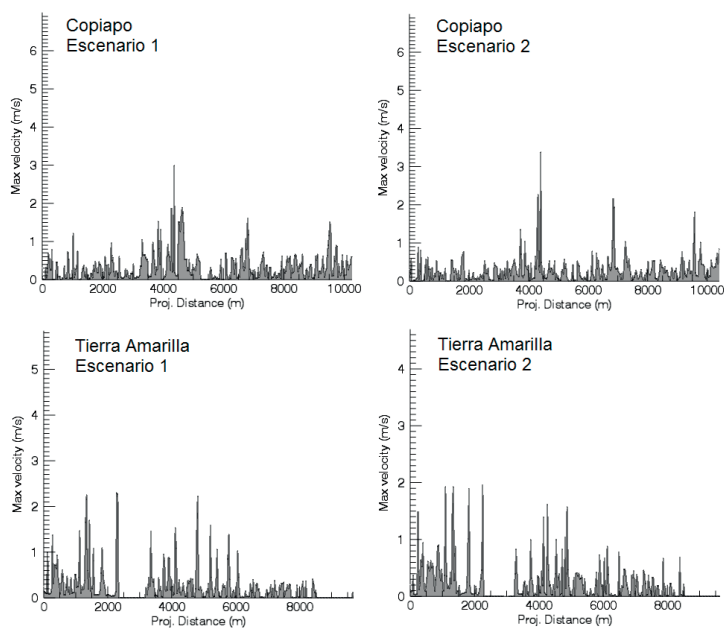 Copiapo
Escenario 1
6
5
4
3
2
1
0
Max velocity (m/s)
0 2000 4000 6000 8000 10000
Proj. Distance (m)
Copiapo
Escenario 2
6
5
4
3
2
1
0
Max velocity (m/s)
0 2000 4000 6000 8000 10000
Proj. Distance (m)
Tierra Amarilla
Escenario 1
5
4
3
2
1
0
Max velocity (m/s)
0 2000 4000 6000 8000
Proj. Distance (m)
Tierra Amarilla
Escenario 2
4
3
2
1
0
Max velocity (m/s)
0 2000 4000 6000 8000
Proj. Distance (m)